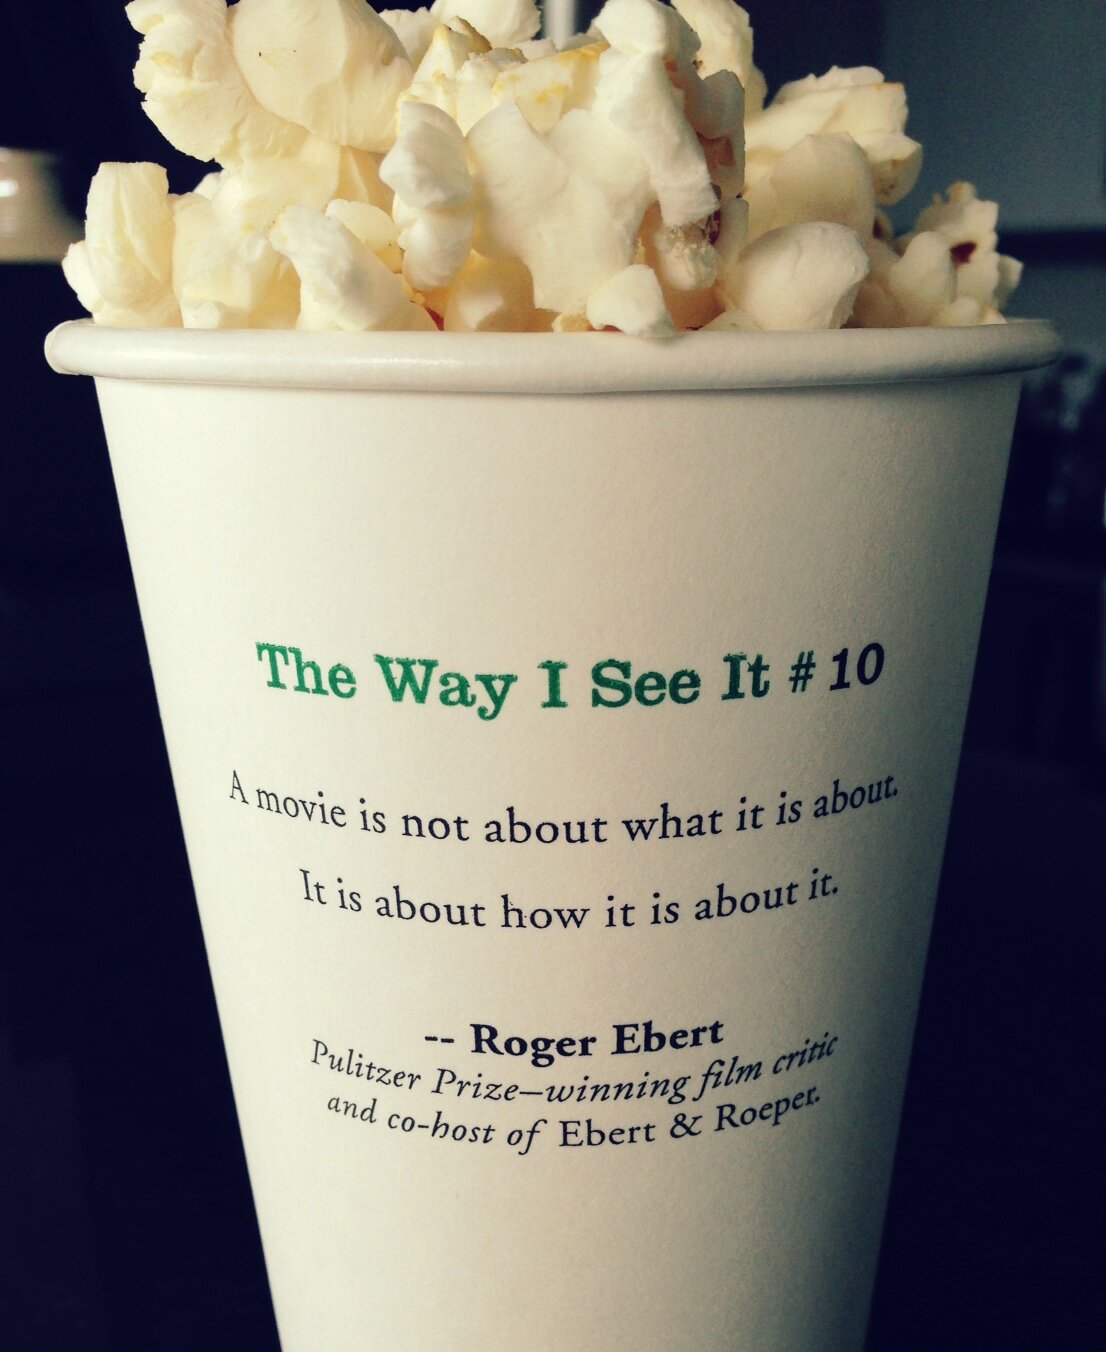 The Way I See It #10
A movie is not about what it is about.
It is about how it is about it.
-- Roger Ebert
Pulitzer Prize–winning film critic
and co-host of Ebert & Roeper.